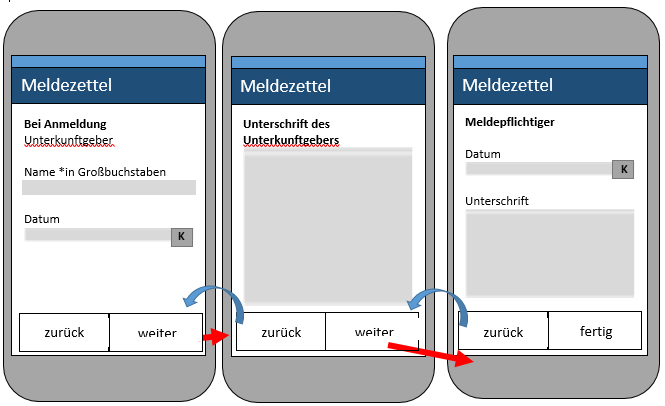 Meldezettel
Bei Anmeldung
Unterkunftgeber
Name *in Großbuchstaben
Datum
K
zurück
weiter
Meldezettel
Unterschrift des
Unterkunftgebers
zurück
weiter
Meldezettel
Meldepflichtiger
Datum
K
Unterschrift
zurück
fertig